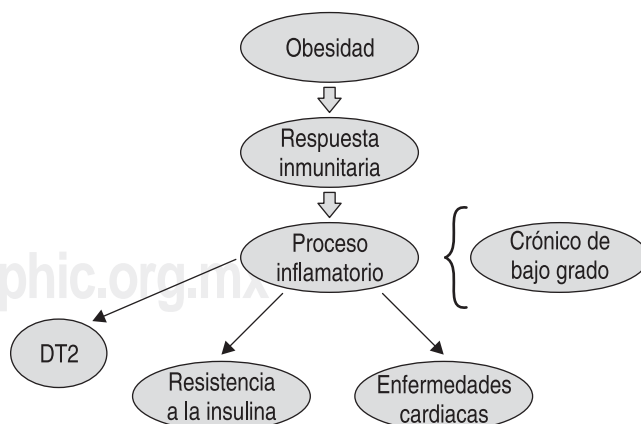 Obesidad
Respuesta
inmunitaria
Proceso
inflamatorio
Crónico de
bajo grado
phic.org.mx
DT2
Resistencia
a la insulina
Enfermedades
cardiacas